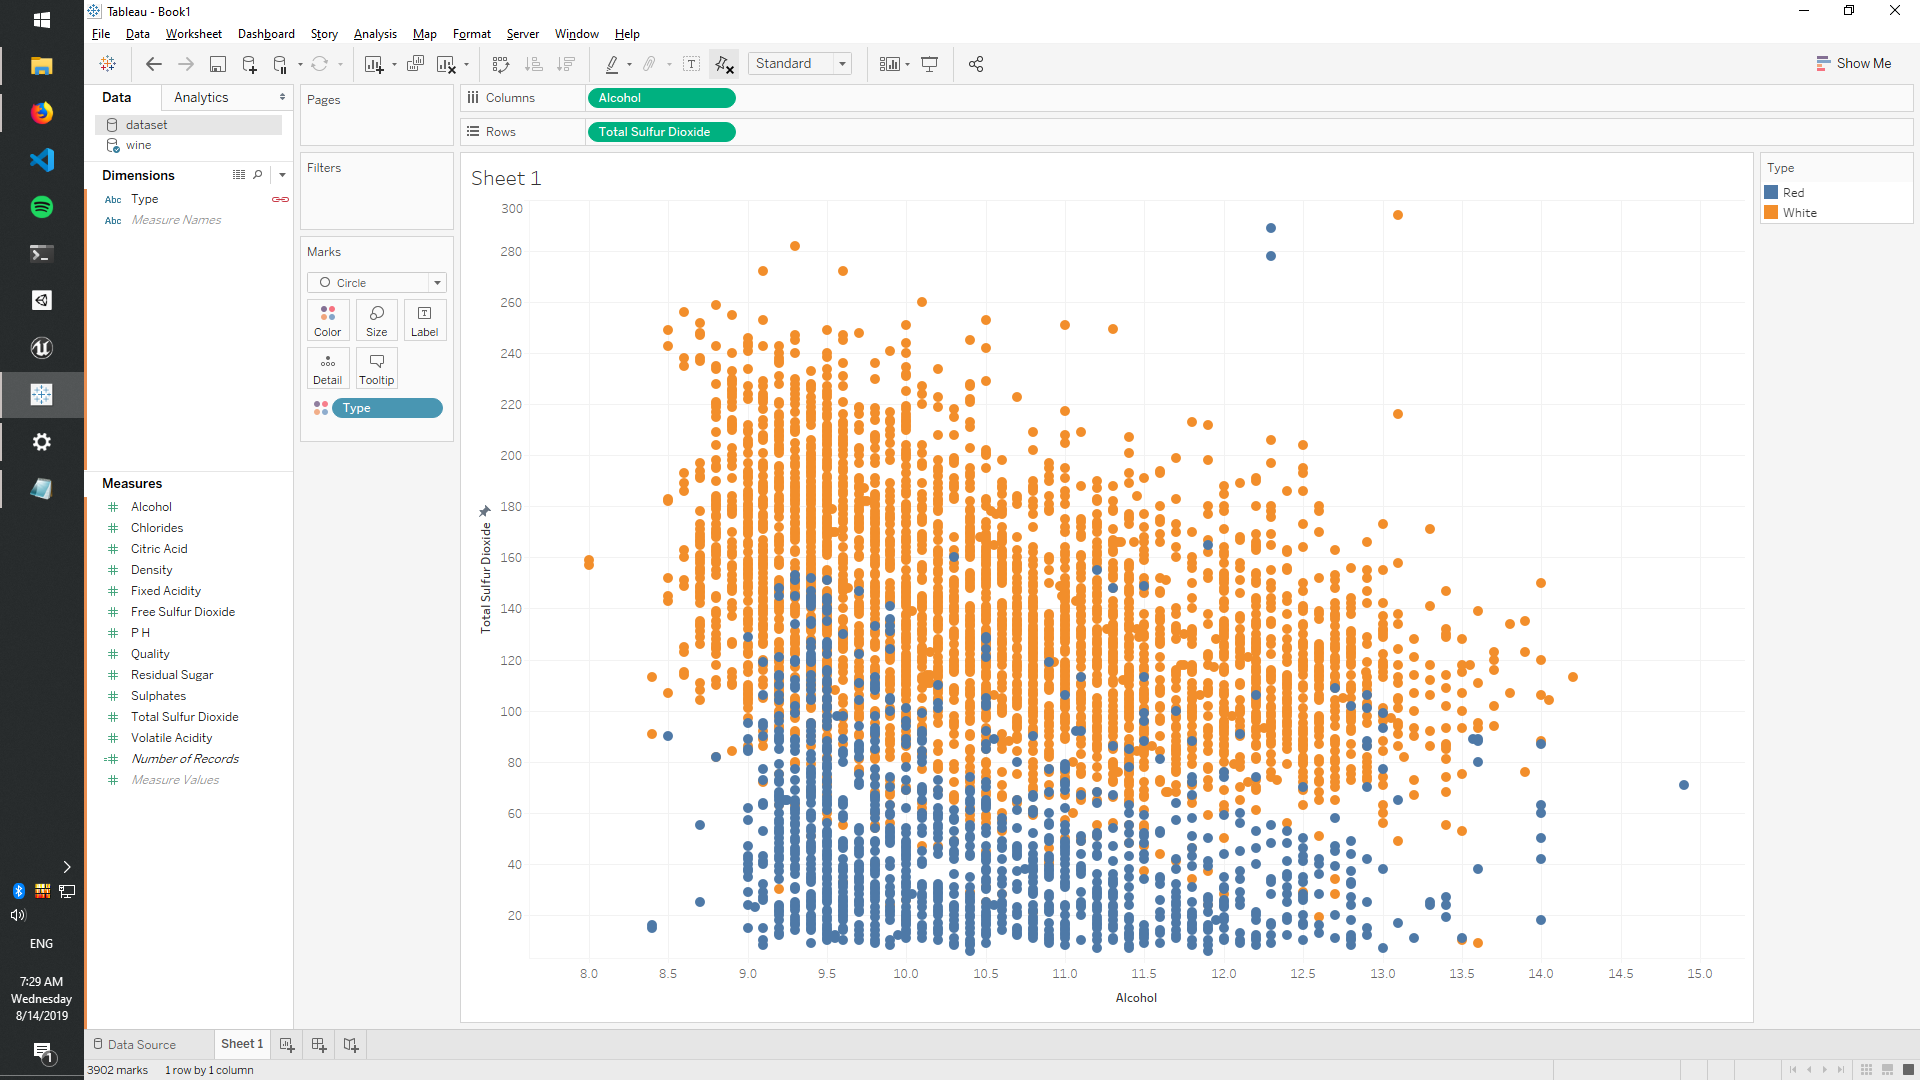 Tableau - Book1
File Data Worksheet Dashboard Story Analysis Map Format Server Window Help
Standard
Show Me
Data Analytics
dataset
wine
Dimensions
Abc Type
Abc Measure Names
Measures
Alcohol
Chlorides
Citric Acid
Density
Fixed Acidity
Free Sulfur Dioxide
P H
Quality
Residual Sugar
Sulphates
Total Sulfur Dioxide
Volatile Acidity
Number of Records
Measure Values
Pages
Filters
Marks
Circle
Color Size Label
Detail Tooltip
Type
Columns Alcohol
Rows Total Sulfur Dioxide
Sheet 1
300
280
260
240
220
200
180
160
140
120
100
80
60
40
20
Total Sulfur Dioxide
8.0 8.5 9.0 9.5 10.0 10.5 11.0 11.5 12.0 12.5 13.0 13.5 14.0 14.5 15.0
Alcohol
Type
Red
White
ENG
7:29 AM
Wednesday
8/14/2019
1
Data Source Sheet 1
3902 marks 1 row by 1 column